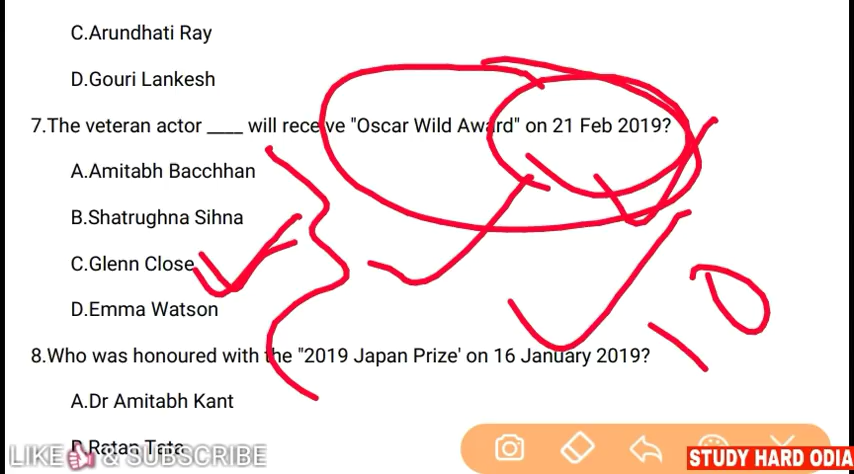 C.Arundhati Ray
D.Gouri Lankesh
7.The veteran actor ____ will receive "Oscar Wild Award" on 21 Feb 2019?
A.Amitabh Bacchhan
B.Shatrughna Sihna
C.Glenn Close
D.Emma Watson
8.Who was honoured with the "2019 Japan Prize' on 16 January 2019?
A.Dr Amitabh Kant
B.Ratan Tata
LIKE & SUBSCRIBE
STUDY HARD ODIA